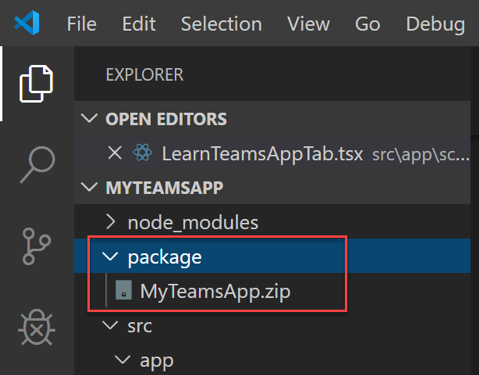 File Edit Selection View Go Debug
EXPLORER
OPEN EDITORS
LearnTeamsAppTab.tsx src\app\sc...
MYTEAMSAPP
node_modules
package
MyTeamsApp.zip
src
app